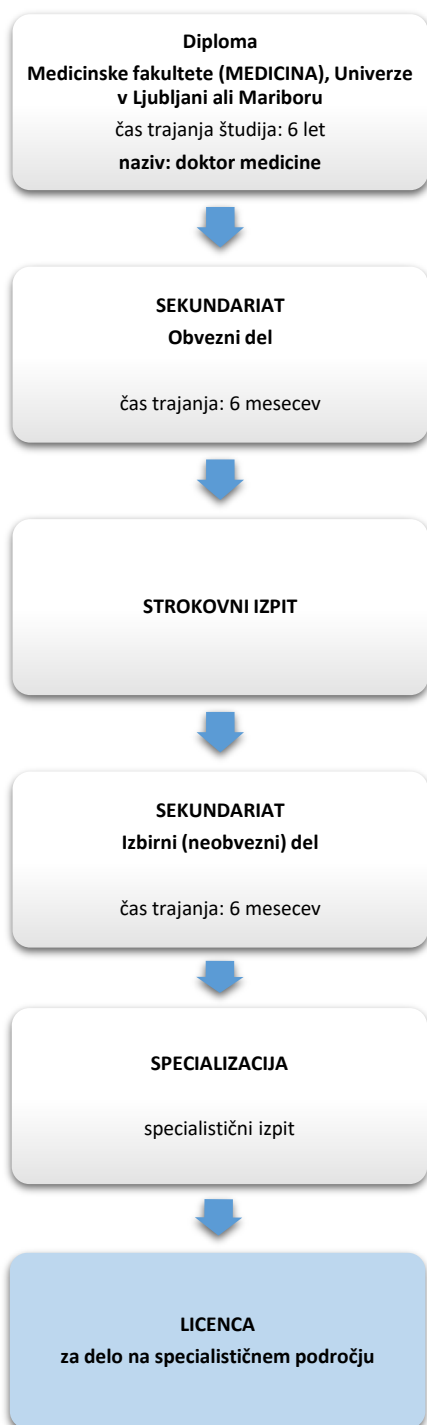 Diploma
Medicinske fakultete (MEDICINA), Univerze
v Ljubljani ali Mariboru
čas trajanja študija: 6 let
naziv: doktor medicine
SEKUNDARIAT
Obvezni del
čas trajanja: 6 mesecev
STROKOVNI IZPIT
SEKUNDARIAT
Izbirni (neobvezni) del
čas trajanja: 6 mesecev
SPECIALIZACIJA
specialistični izpit
LICENCA
za delo na specialističnem področju